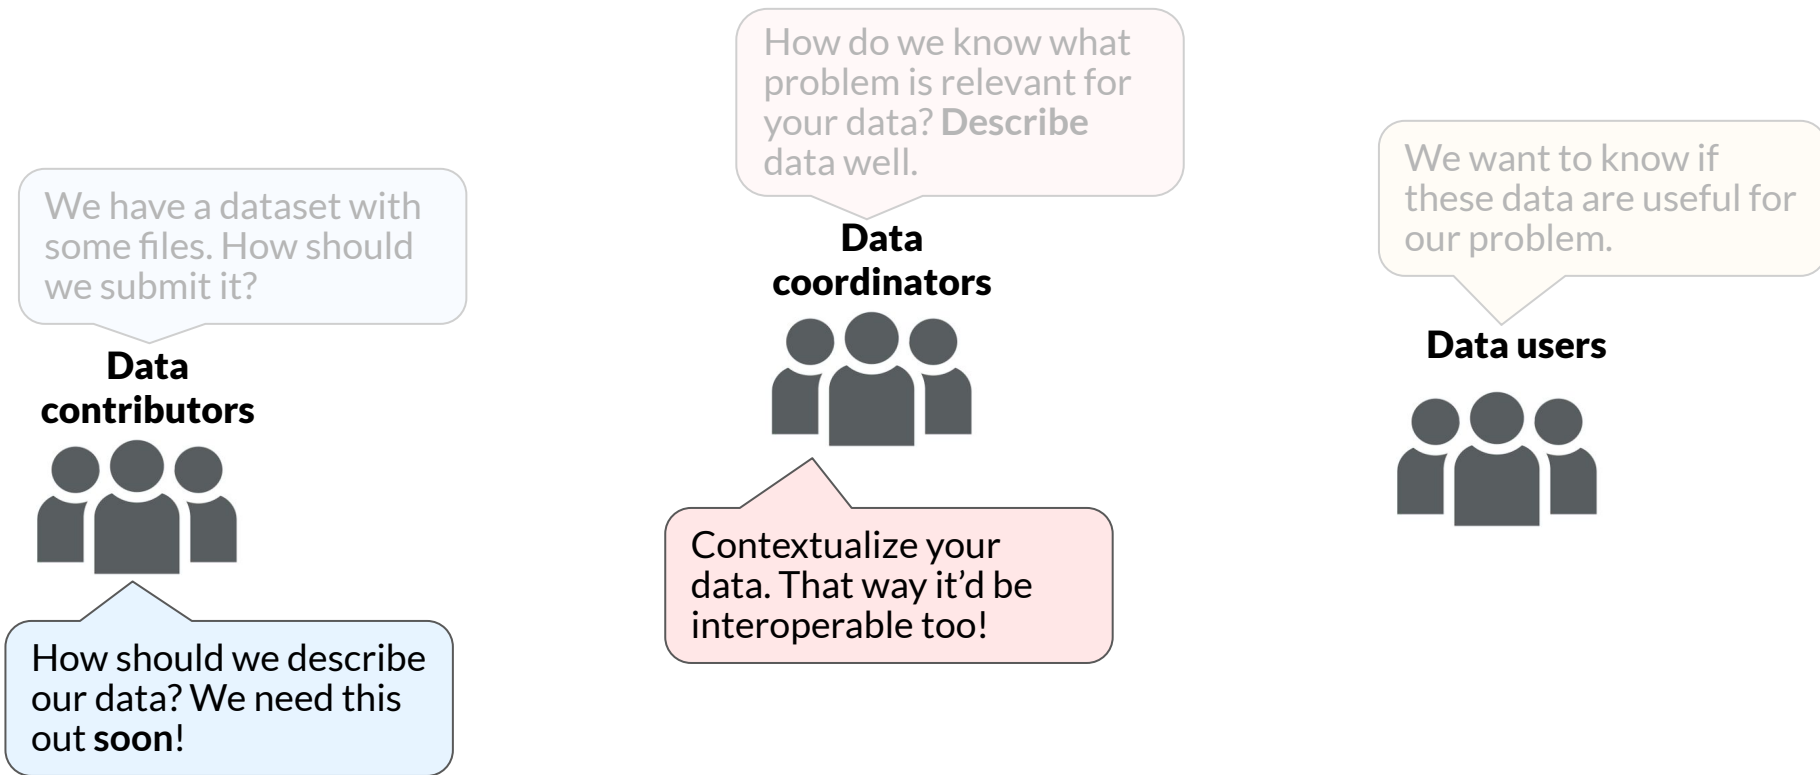 We have a dataset with
some files. How should
we submit it?
Data
contributors
How should we describe
our data? We need this
out soon!
How do we know what
problem is relevant for
your data? Describe
data well.
Data
coordinators
Contextualize your
data. That way it’d be
interoperable too!
We want to know if
these data are useful for
our problem.
Data users